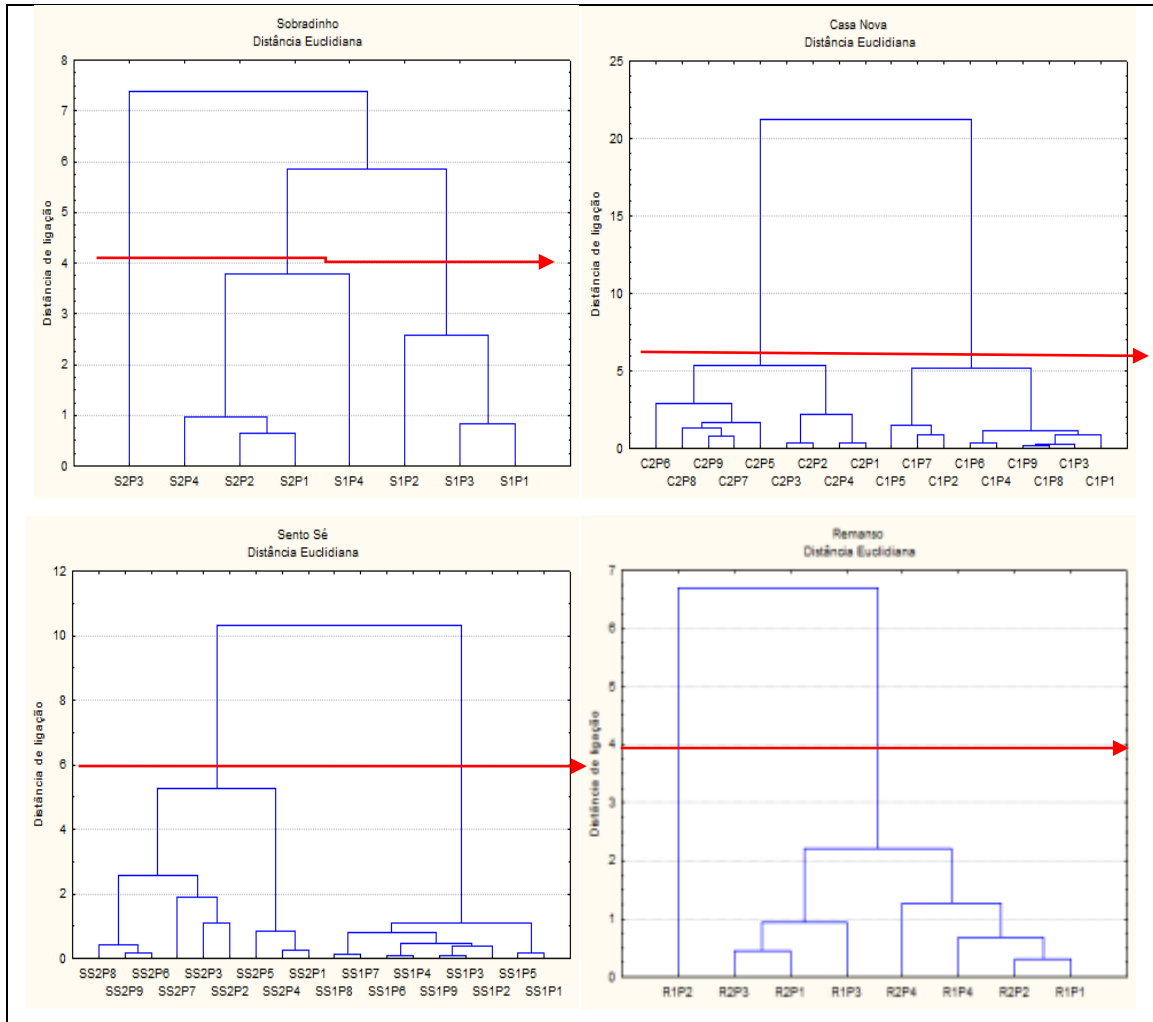 Sobradinho
Distância Euclidiana
Distância de ligação
8
7
6
5
4
3
2
1
0
S2P3 S2P4 S2P2 S2P1 S1P4 S1P2 S1P3 S1P1
Casa Nova
Distância Euclidiana
Distância de ligação
25
20
15
10
5
0
C2P6 C2P9 C2P5 C2P2 C2P1 C1P7 C1P6 C1P9 C1P3
C2P8 C2P7 C2P3 C2P4 C1P5 C1P2 C1P4 C1P8 C1P1
Sento Sé
Distância Euclidiana
Distância de ligação
12
10
8
6
4
2
0
SS2P8 SS2P6 SS2P3 SS2P5 SS2P1 SS1P7 SS1P4 SS1P3 SS1P5
SS2P9 SS2P7 SS2P2 SS2P4 SS1P8 SS1P6 SS1P9 SS1P2 SS1P1
Remanso
Distância Euclidiana
Distância de ligação
7
6
5
4
3
2
1
0
R1P2 R2P3 R2P1 R1P3 R2P4 R1P4 R2P2 R1P1